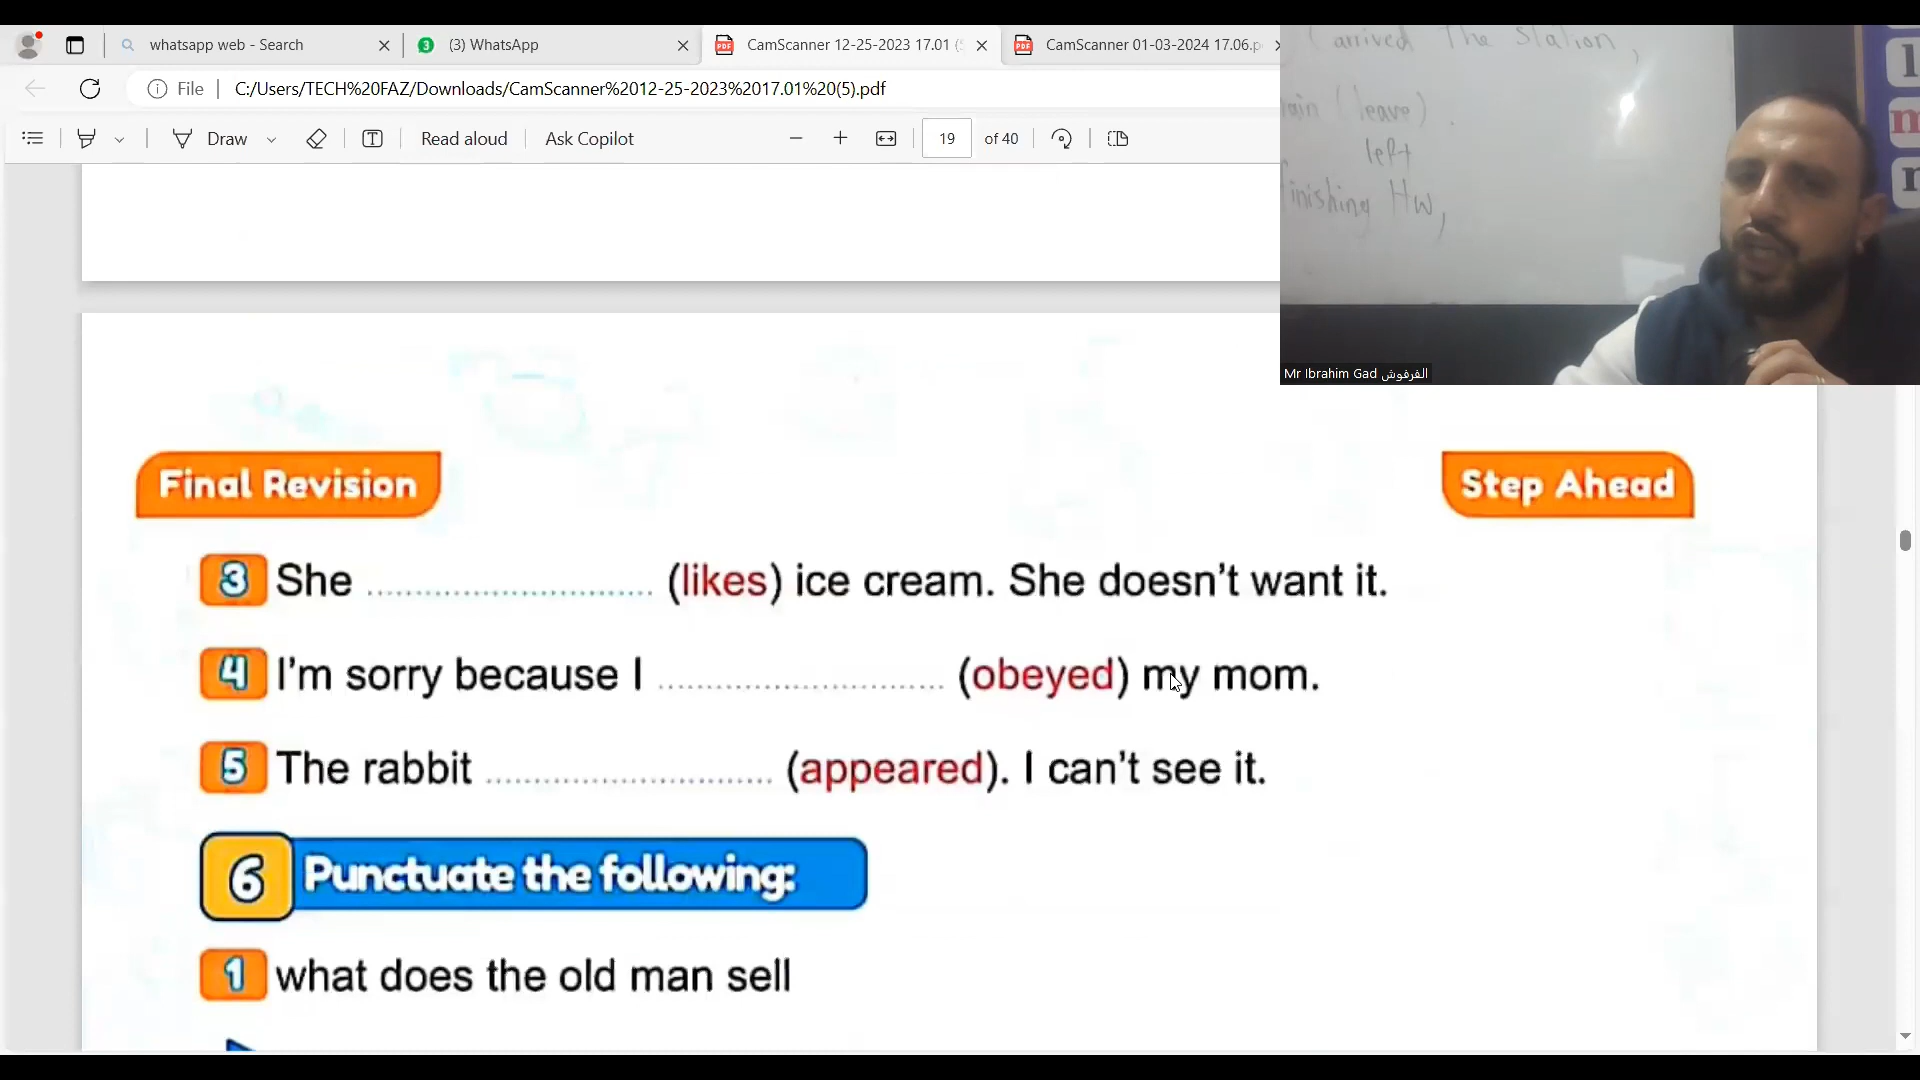 whatsapp web - Search
3 (3) WhatsApp
CamScanner 12-25-2023 17.01 (
CamScanner 01-03-2024 17.06.p
File C:/Users/TECH%20FAZ/Downloads/CamScanner%2012-25-2023%2017.01%20(5).pdf
Draw Read aloud Ask Copilot 19 of 40
arrived The Station,
(leave).
left
inishing Hw,
Mr Ibrahim Gad الفرفوش
Final Revision
Step Ahead
3 She .............................. (likes) ice cream. She doesn't want it.
4 I'm sorry because I .............................. (obeyed) my mom.
5 The rabbit .............................. (appeared). I can't see it.
6 Punctuate the following:
1 what does the old man sell